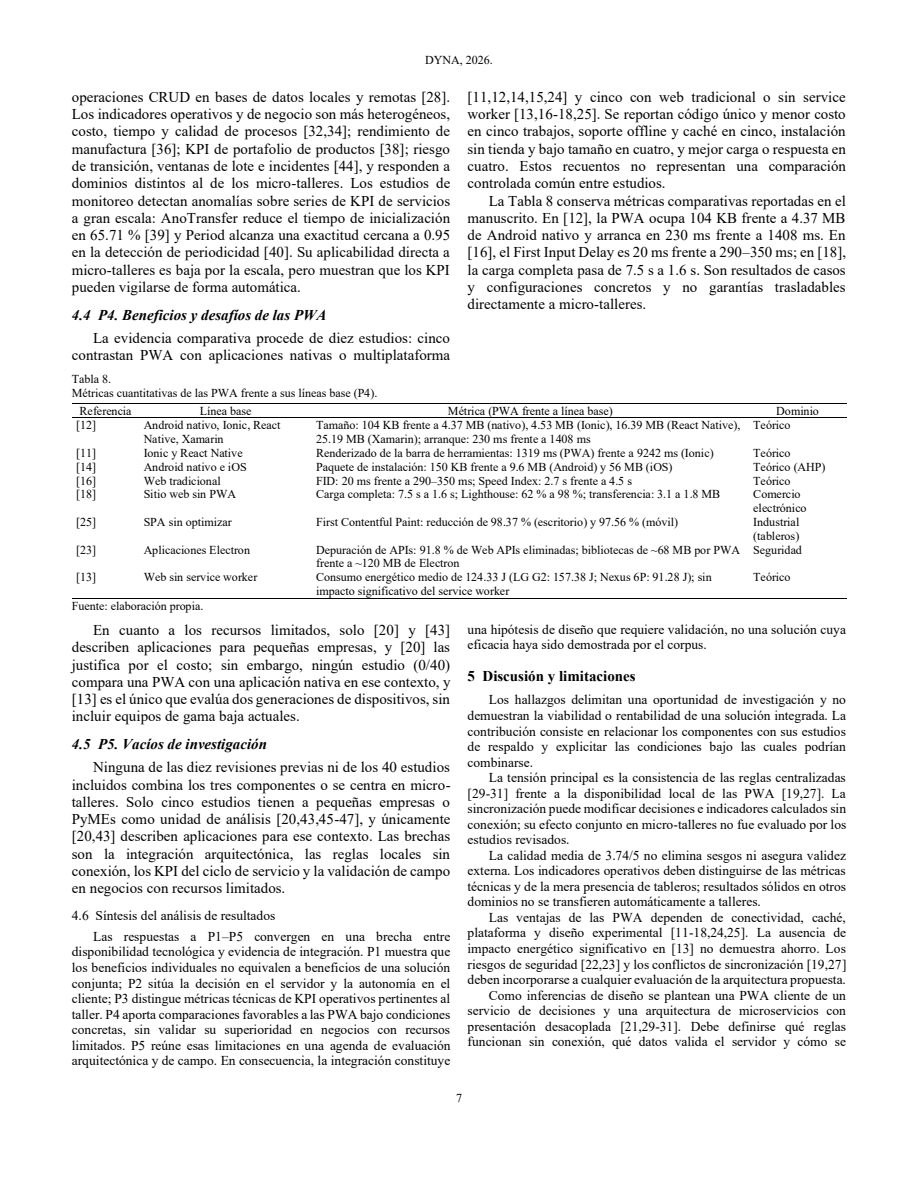 DYNA, 2026.
operaciones CRUD en bases de datos locales y remotas [28].
Los indicadores operativos y de negocio son más heterogéneos,
costo, tiempo y calidad de procesos [32,34]; rendimiento de
manufactura [36]; KPI de portafolio de productos [38]; riesgo
de transición, ventanas de lote e incidentes [44], y responden a
dominios distintos al de los micro-talleres. Los estudios de
monitoreo detectan anomalías sobre series de KPI de servicios
a gran escala: AnoTransfer reduce el tiempo de inicialización
en 65.71 % [39] y Period alcanza una exactitud cercana a 0.95
en la detección de periodicidad [40]. Su aplicabilidad directa a
micro-talleres es baja por la escala, pero muestran que los KPI
pueden vigilarse de forma automática.
4.4 P4. Beneficios y desafíos de las PWA
La evidencia comparativa procede de diez estudios: cinco
contrastan PWA con aplicaciones nativas o multiplataforma
[11,12,14,15,24] y cinco con web tradicional o sin service
worker [13,16-18,25]. Se reportan código único y menor costo
en cinco trabajos, soporte offline y caché en cinco, instalación
sin tienda y bajo tamaño en cuatro, y mejor carga o respuesta en
cuatro. Estos recuentos no representan una comparación
controlada común entre estudios.
La Tabla 8 conserva métricas comparativas reportadas en el
manuscrito. En [12], la PWA ocupa 104 KB frente a 4.37 MB
de Android nativo y arranca en 230 ms frente a 1408 ms. En
[16], el First Input Delay es 20 ms frente a 290–350 ms; en [18],
la carga completa pasa de 7.5 s a 1.6 s. Son resultados de casos
y configuraciones concretos y no garantías trasladables
directamente a micro-talleres.
Tabla 8.
Métricas cuantitativas de las PWA frente a sus líneas base (P4).
Referencia Línea base Métrica (PWA frente a línea base) Dominio
[12] Android nativo, Ionic, React Tamaño: 104 KB frente a 4.37 MB (nativo), 4.53 MB (Ionic), 16.39 MB (React Native), Teórico
Native, Xamarin 25.19 MB (Xamarin); arranque: 230 ms frente a 1408 ms
[11] Ionic y React Native Renderizado de la barra de herramientas: 1319 ms (PWA) frente a 9242 ms (Ionic) Teórico
[14] Android nativo e iOS Paquete de instalación: 150 KB frente a 9.6 MB (Android) y 56 MB (iOS) Teórico (AHP)
[16] Web tradicional FID: 20 ms frente a 290–350 ms; Speed Index: 2.7 s frente a 4.5 s Teórico
[18] Sitio web sin PWA Carga completa: 7.5 s a 1.6 s; Lighthouse: 62 % a 98 %; transferencia: 3.1 a 1.8 MB Comercio
electrónico
[25] SPA sin optimizar First Contentful Paint: reducción de 98.37 % (escritorio) y 97.56 % (móvil) Industrial
(tableros)
[23] Aplicaciones Electron Depuración de APIs: 91.8 % de Web APIs eliminadas; bibliotecas de ~68 MB por PWA Seguridad
frente a ~120 MB de Electron
[13] Web sin service worker Consumo energético medio de 124.33 J (LG G2: 157.38 J; Nexus 6P: 91.28 J); sin Teórico
impacto significativo del service worker
Fuente: elaboración propia.
En cuanto a los recursos limitados, solo [20] y [43]
describen aplicaciones para pequeñas empresas, y [20] las
justifica por el costo; sin embargo, ningún estudio (0/40)
compara una PWA con una aplicación nativa en ese contexto, y
[13] es el único que evalúa dos generaciones de dispositivos, sin
incluir equipos de gama baja actuales.
4.5 P5. Vacíos de investigación
Ninguna de las diez revisiones previas ni de los 40 estudios
incluidos combina los tres componentes o se centra en micro-
talleres. Solo cinco estudios tienen a pequeñas empresas o
PyMEs como unidad de análisis [20,43,45-47], y únicamente
[20,43] describen aplicaciones para ese contexto. Las brechas
son la integración arquitectónica, las reglas locales sin
conexión, los KPI del ciclo de servicio y la validación de campo
en negocios con recursos limitados.
4.6 Síntesis del análisis de resultados
Las respuestas a P1–P5 convergen en una brecha entre
disponibilidad tecnológica y evidencia de integración. P1 muestra que
los beneficios individuales no equivalen a beneficios de una solución
conjunta; P2 sitúa la decisión en el servidor y la autonomía en el
cliente; P3 distingue métricas técnicas de KPI operativos pertinentes al
taller. P4 aporta comparaciones favorables a las PWA bajo condiciones
concretas, sin validar su superioridad en negocios con recursos
limitados. P5 reúne esas limitaciones en una agenda de evaluación
arquitectónica y de campo. En consecuencia, la integración constituye
una hipótesis de diseño que requiere validación, no una solución cuya
eficacia haya sido demostrada por el corpus.
5 Discusión y limitaciones
Los hallazgos delimitan una oportunidad de investigación y no
demuestran la viabilidad o rentabilidad de una solución integrada. La
contribución consiste en relacionar los componentes con sus estudios
de respaldo y explicitar las condiciones bajo las cuales podrían
combinarse.
La tensión principal es la consistencia de las reglas centralizadas
[29-31] frente a la disponibilidad local de las PWA [19,27]. La
sincronización puede modificar decisiones e indicadores calculados sin
conexión; su efecto conjunto en micro-talleres no fue evaluado por los
estudios revisados.
La calidad media de 3.74/5 no elimina sesgos ni asegura validez
externa. Los indicadores operativos deben distinguirse de las métricas
técnicas y de la mera presencia de tableros; resultados sólidos en otros
dominios no se transfieren automáticamente a talleres.
Las ventajas de las PWA dependen de conectividad, caché,
plataforma y diseño experimental [11-18,24,25]. La ausencia de
impacto energético significativo en [13] no demuestra ahorro. Los
riesgos de seguridad [22,23] y los conflictos de sincronización [19,27]
deben incorporarse a cualquier evaluación de la arquitectura propuesta.
Como inferencias de diseño se plantean una PWA cliente de un
servicio de decisiones y una arquitectura de microservicios con
presentación desacoplada [21,29-31]. Debe definirse qué reglas
funcionan sin conexión, qué datos valida el servidor y cómo se
7